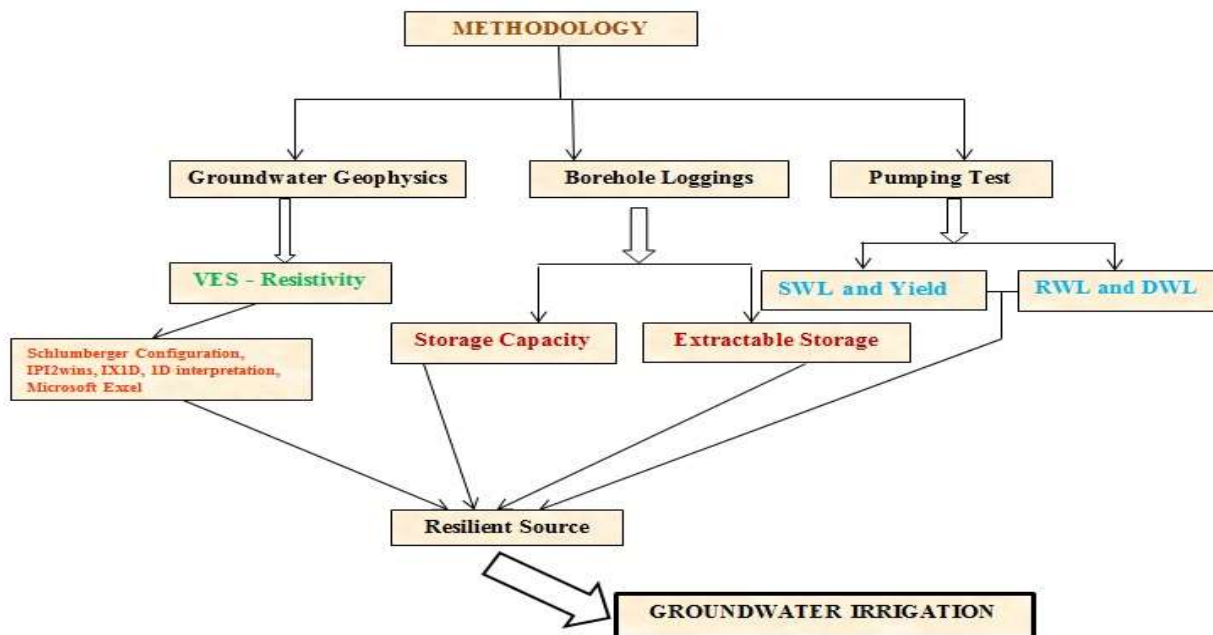 METHODOLOGY
Groundwater Geophysics
Borehole Loggings
Pumping Test
VES - Resistivity
SWL and Yield
RWL and DWL
Schlumberger Configuration,
IPI2wins, IX1D, 1D interpretation,
Microsoft Excel
Storage Capacity
Extractable Storage
Resilient Source
GROUNDWATER IRRIGATION